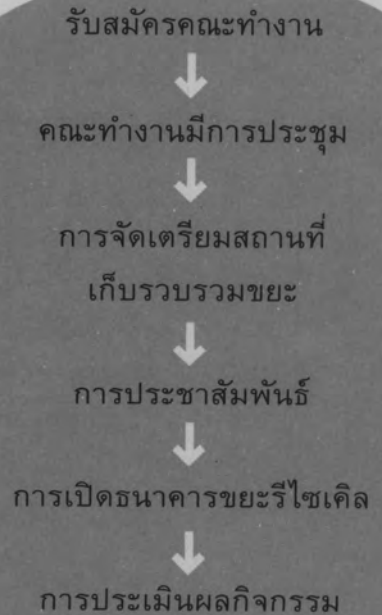 รับสมัครคณะทำงาน
คณะทำงานมีการประชุม
การจัดเตรียมสถานที่
เก็บรวบรวมขยะ
การประชาสัมพันธ์
การเปิดธนาคารขยะรีไซเคิล
การประเมินผลกิจกรรม